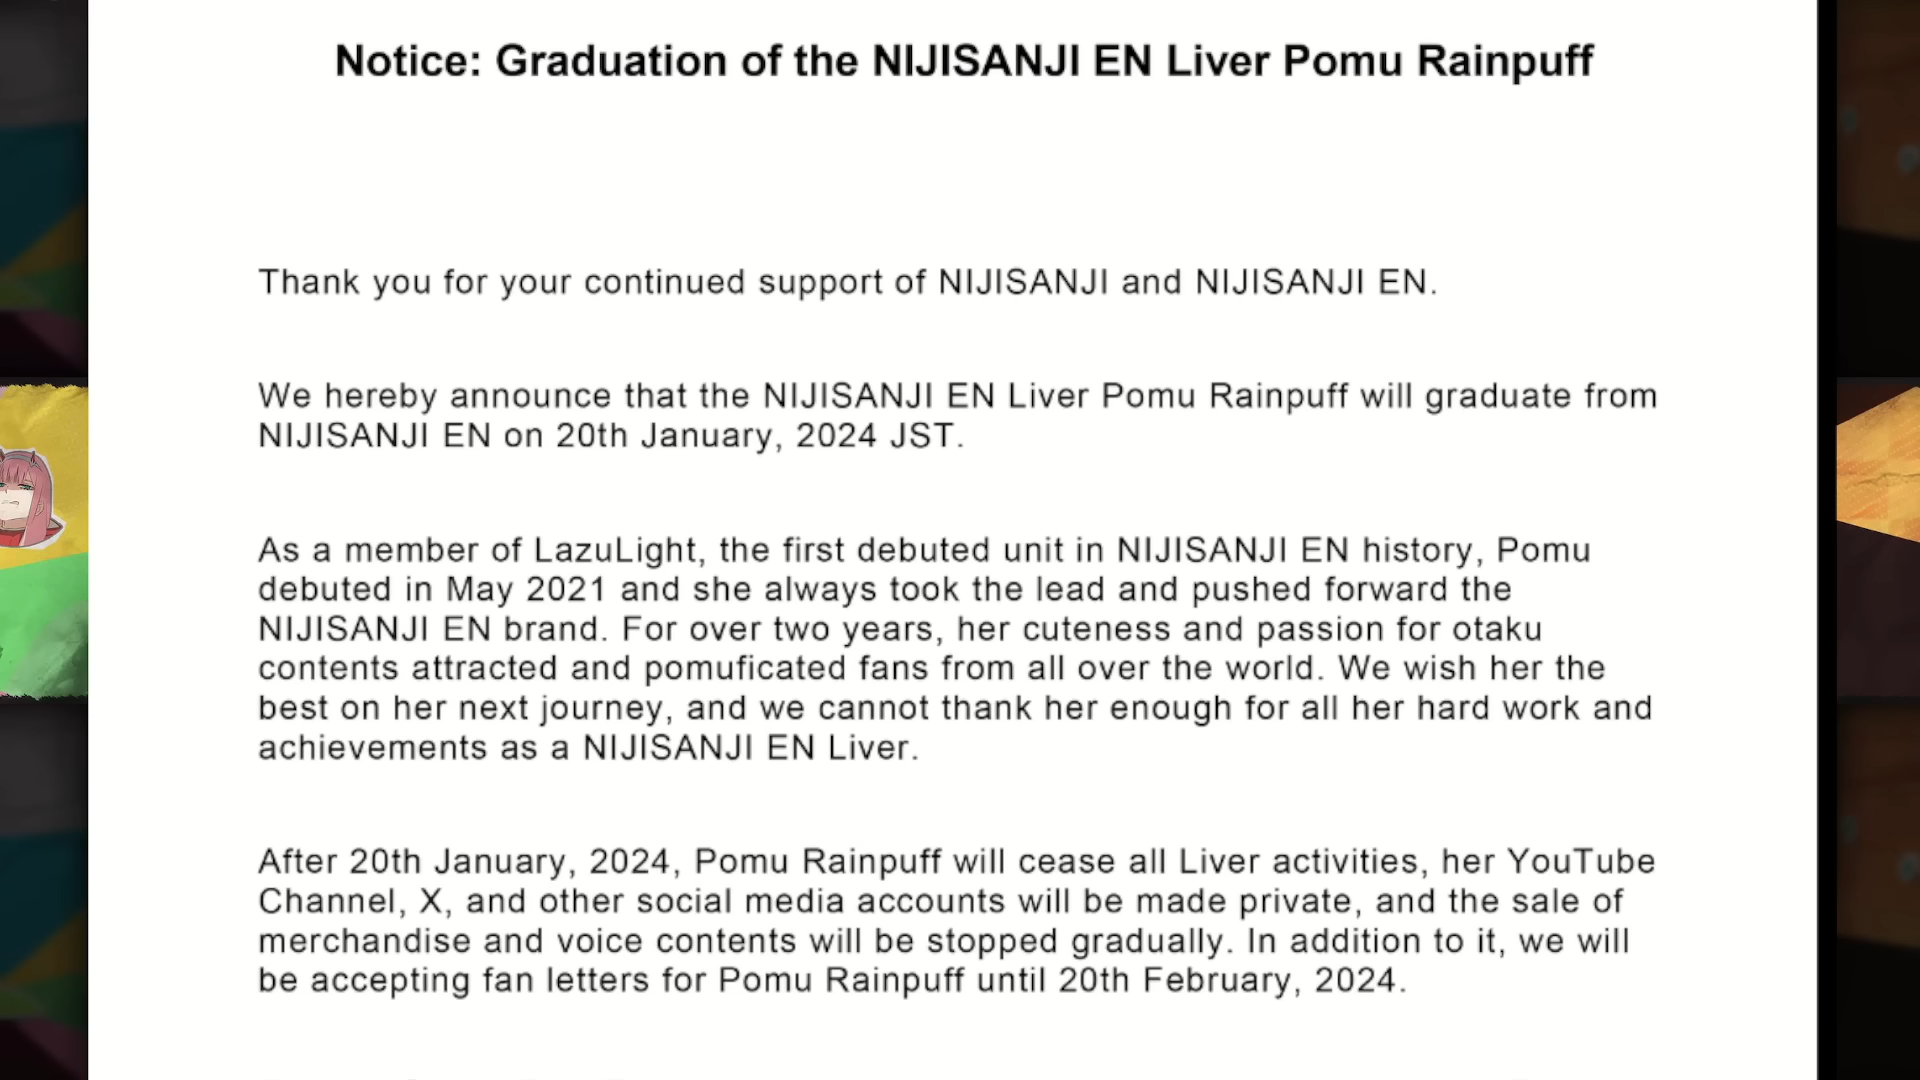 Notice: Graduation of the NIJISANJI EN Liver Pomu Rainpuff
Thank you for your continued support of NIJISANJI and NIJISANJI EN.
We hereby announce that the NIJISANJI EN Liver Pomu Rainpuff will graduate from
NIJISANJI EN on 20th January, 2024 JST.
As a member of LazuLight, the first debuted unit in NIJISANJI EN history, Pomu
debuted in May 2021 and she always took the lead and pushed forward the
NIJISANJI EN brand. For over two years, her cuteness and passion for otaku
contents attracted and pomuficated fans from all over the world. We wish her the
best on her next journey, and we cannot thank her enough for all her hard work and
achievements as a NIJISANJI EN Liver.
After 20th January, 2024, Pomu Rainpuff will cease all Liver activities, her YouTube
Channel, X, and other social media accounts will be made private, and the sale of
merchandise and voice contents will be stopped gradually. In addition to it, we will
be accepting fan letters for Pomu Rainpuff until 20th February, 2024.